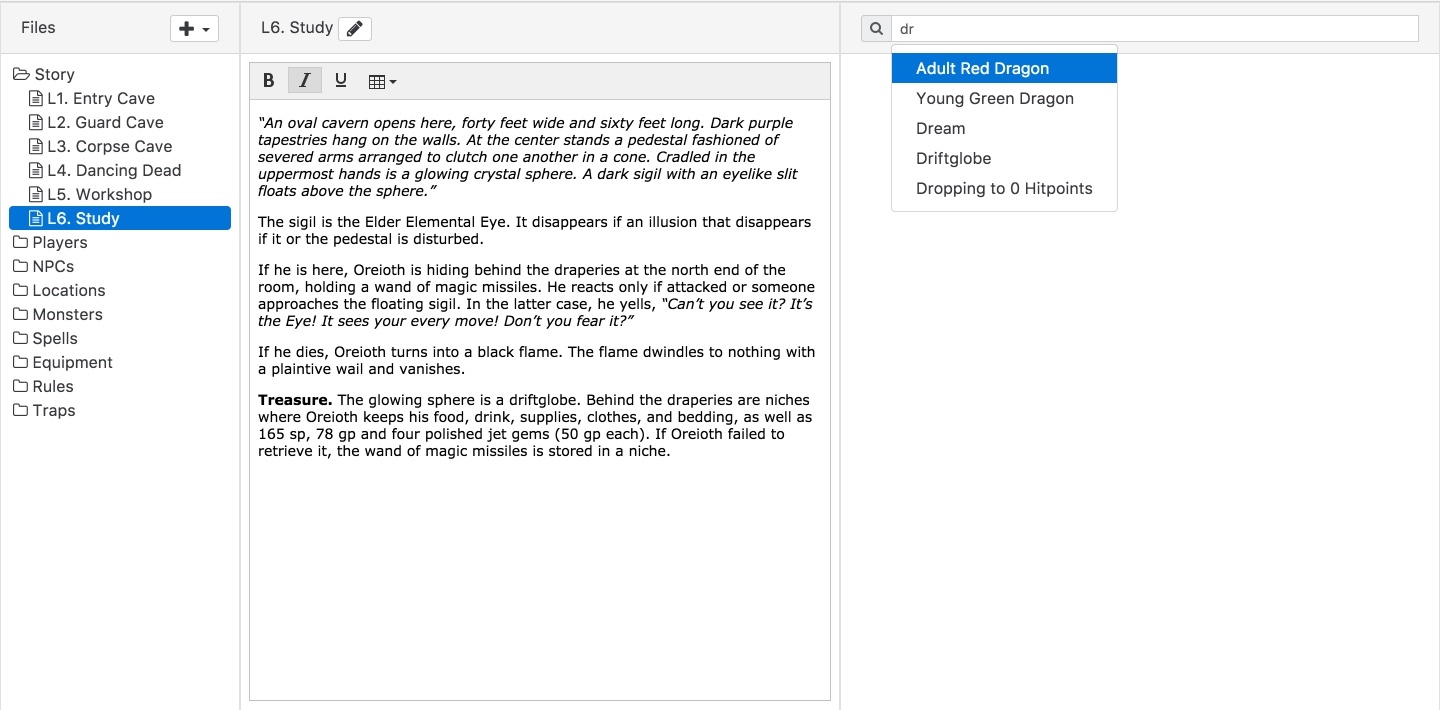 Files
Story
L1. Entry Cave
L2. Guard Cave
L3. Corpse Cave
L4. Dancing Dead
L5. Workshop
L6. Study
Players
NPCs
Locations
Monsters
Spells
Equipment
Rules
Traps
L6. Study
B I U
“An oval cavern opens here, forty feet wide and sixty feet long. Dark purple
tapestries hang on the walls. At the center stands a pedestal fashioned of
severed arms arranged to clutch one another in a cone. Cradled in the
uppermost hands is a glowing crystal sphere. A dark sigil with an eyelike slit
floats above the sphere.”
The sigil is the Elder Elemental Eye. It disappears if an illusion that disappears
if it or the pedestal is disturbed.
If he is here, Oreioth is hiding behind the draperies at the north end of the
room, holding a wand of magic missiles. He reacts only if attacked or someone
approaches the floating sigil. In the latter case, he yells, “Can’t you see it? It’s
the Eye! It sees your every move! Don’t you fear it?”
If he dies, Oreioth turns into a black flame. The flame dwindles to nothing with
a plaintive wail and vanishes.
Treasure. The glowing sphere is a driftglobe. Behind the draperies are niches
where Oreioth keeps his food, drink, supplies, clothes, and bedding, as well as
165 sp, 78 gp and four polished jet gems (50 gp each). If Oreioth failed to
retrieve it, the wand of magic missiles is stored in a niche.
dr
Adult Red Dragon
Young Green Dragon
Dream
Driftglobe
Dropping to 0 Hitpoints